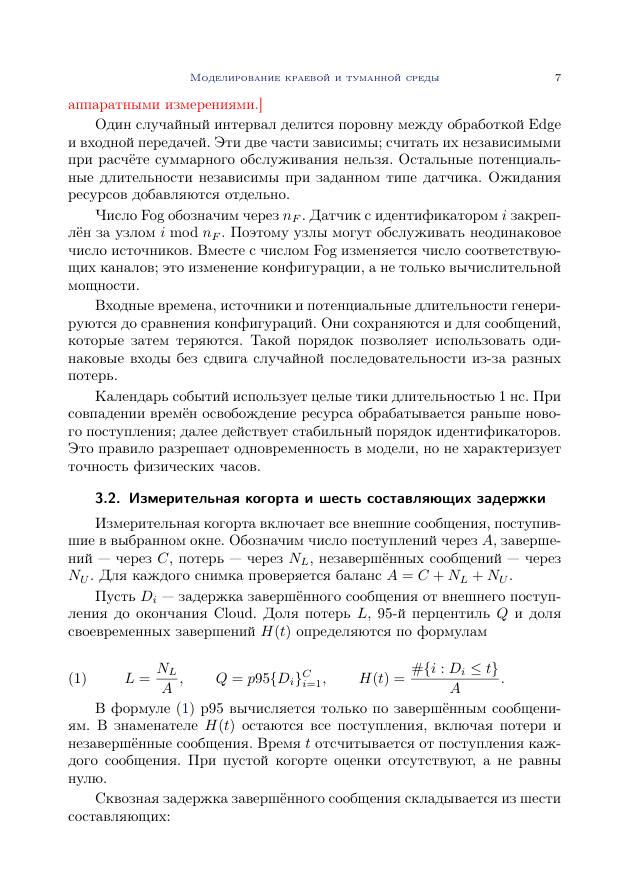 Моделирование краевой и туманной среды 7
аппаратными измерениями.]
Один случайный интервал делится поровну между обработкой Edge
и входной передачей. Эти две части зависимы; считать их независимыми
при расчёте суммарного обслуживания нельзя. Остальные потенциаль-
ные длительности независимы при заданном типе датчика. Ожидания
ресурсов добавляются отдельно.
Число Fog обозначим через n_F. Датчик с идентификатором i закреп-
лён за узлом i mod n_F. Поэтому узлы могут обслуживать неодинаковое
число источников. Вместе с числом Fog изменяется число соответствую-
щих каналов; это изменение конфигурации, а не только вычислительной
мощности.
Входные времена, источники и потенциальные длительности генери-
руются до сравнения конфигураций. Они сохраняются и для сообщений,
которые затем теряются. Такой порядок позволяет использовать оди-
наковые входы без сдвига случайной последовательности из-за разных
потерь.
Календарь событий использует целые тики длительностью 1 нс. При
совпадении времён освобождение ресурса обрабатывается раньше ново-
го поступления; далее действует стабильный порядок идентификаторов.
Это правило разрешает одновременность в модели, но не характеризует
точность физических часов.
3.2. Измерительная когорта и шесть составляющих задержки
Измерительная когорта включает все внешние сообщения, поступив-
шие в выбранном окне. Обозначим число поступлений через A, заверше-
ний — через C, потерь — через N_L, незавершённых сообщений — через
N_U. Для каждого снимка проверяется баланс A = C + N_L + N_U.
Пусть D_i — задержка завершённого сообщения от внешнего поступ-
ления до окончания Cloud. Доля потерь L, 95-й перцентиль Q и доля
своевременных завершений H(t) определяются по формулам
(1) L = N_L / A, Q = p95{D_i}_{i=1}^C, H(t) = #{i : D_i ≤ t} / A.
В формуле (1) p95 вычисляется только по завершённым сообщени-
ям. В знаменателе H(t) остаются все поступления, включая потери и
незавершённые сообщения. Время t отсчитывается от поступления каж-
дого сообщения. При пустой когорте оценки отсутствуют, а не равны
нулю.
Сквозная задержка завершённого сообщения складывается из шести
составляющих: